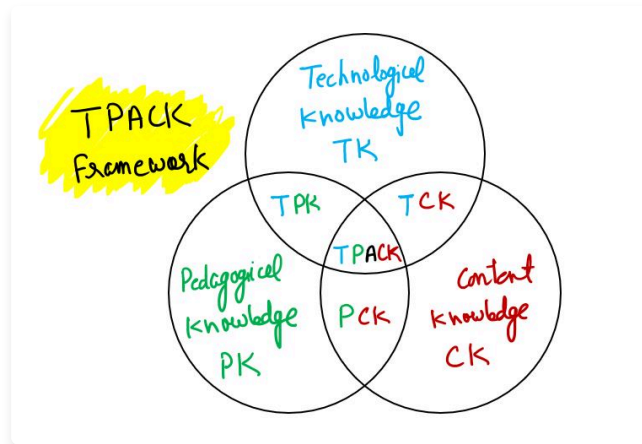 TPACK
Framework
Technological
Knowledge
TK
TPK
TCK
TPACK
Pedagogical
Knowledge
PK
PCK
Content
Knowledge
CK